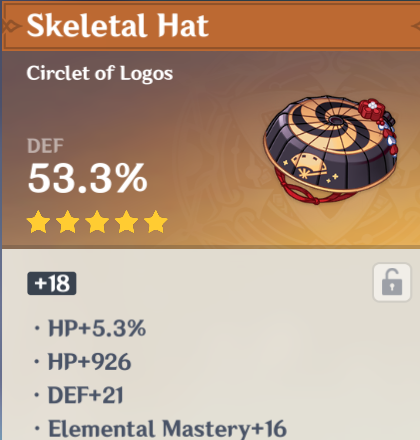 Skeletal Hat
Circlet of Logos
DEF
53.3%
+18
· HP+5.3%
· HP+926
· DEF+21
· Elemental Mastery+16